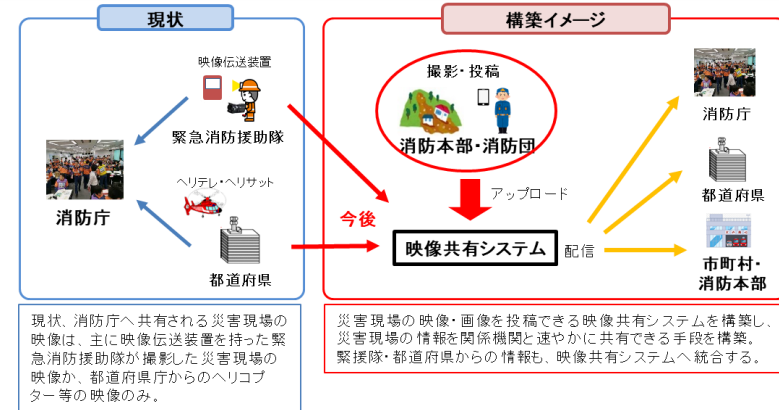 現状
映像伝送装置
緊急消防援助隊
消防庁
ヘリテレ・ヘリサット
都道府県
現状、消防庁へ共有される災害現場の
映像は、主に映像伝送装置を持った緊
急消防援助隊が撮影した災害現場の
映像か、都道府県庁からのヘリコプ
ター等の映像のみ。
構築イメージ
撮影・投稿
消防本部・消防団
アップロード
今後
映像共有システム
配信
消防庁
都道府県
市町村・
消防本部
災害現場の映像・画像を投稿できる映像共有システムを構築し、
災害現場の情報を関係機関と速やかに共有できる手段を構築。
緊援隊・都道府県からの情報も、映像共有システムへ統合する。